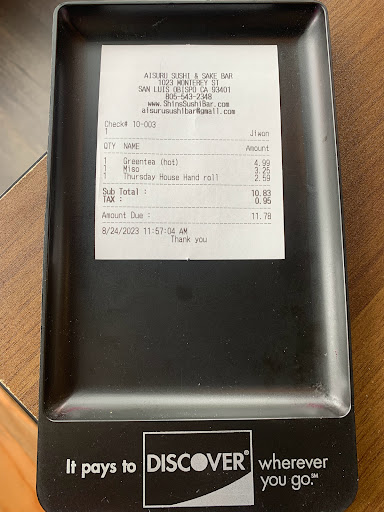 AISURU SUSHI & SAKE BAR
1023 MONTEREY ST
SAN LUIS OBISPO CA 93401
805-543-2348
www.ShinsSushiBar.com
aisurusushibar@gmail.com
Check# 10-003
1 Jiwon
QTY NAME Amount
1 Greentea (hot) 4.99
1 Miso 3.25
1 Thursday House Hand roll 2.59
Sub Total : 10.83
TAX : 0.95
Amount Due : 11.78
8/24/2023 11:57:04 AM
Thank you
It pays to DISCOVER® wherever
you go.℠